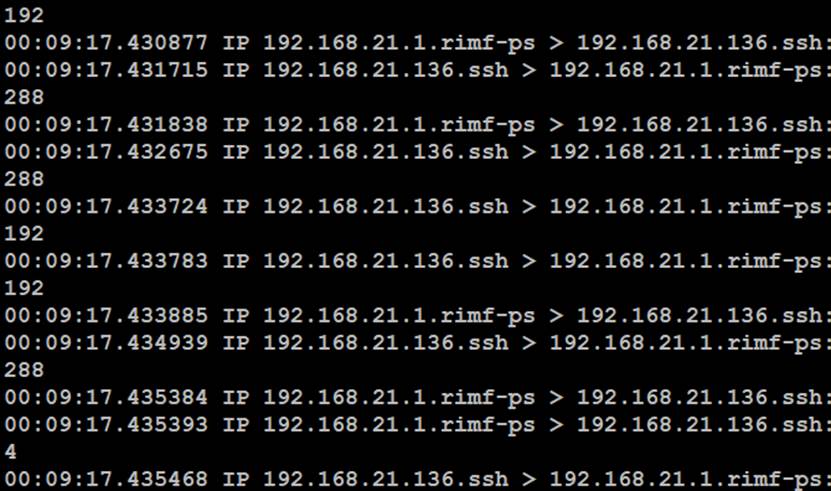 192
00:09:17.430877 IP 192.168.21.1.rimf-ps > 192.168.21.136.ssh:
00:09:17.431715 IP 192.168.21.136.ssh > 192.168.21.1.rimf-ps:
288
00:09:17.431838 IP 192.168.21.1.rimf-ps > 192.168.21.136.ssh:
00:09:17.432675 IP 192.168.21.136.ssh > 192.168.21.1.rimf-ps:
288
00:09:17.433724 IP 192.168.21.136.ssh > 192.168.21.1.rimf-ps:
192
00:09:17.433783 IP 192.168.21.136.ssh > 192.168.21.1.rimf-ps:
192
00:09:17.433885 IP 192.168.21.1.rimf-ps > 192.168.21.136.ssh:
00:09:17.434939 IP 192.168.21.136.ssh > 192.168.21.1.rimf-ps:
288
00:09:17.435384 IP 192.168.21.1.rimf-ps > 192.168.21.136.ssh:
00:09:17.435393 IP 192.168.21.1.rimf-ps > 192.168.21.136.ssh:
4
00:09:17.435468 IP 192.168.21.136.ssh > 192.168.21.1.rimf-ps: